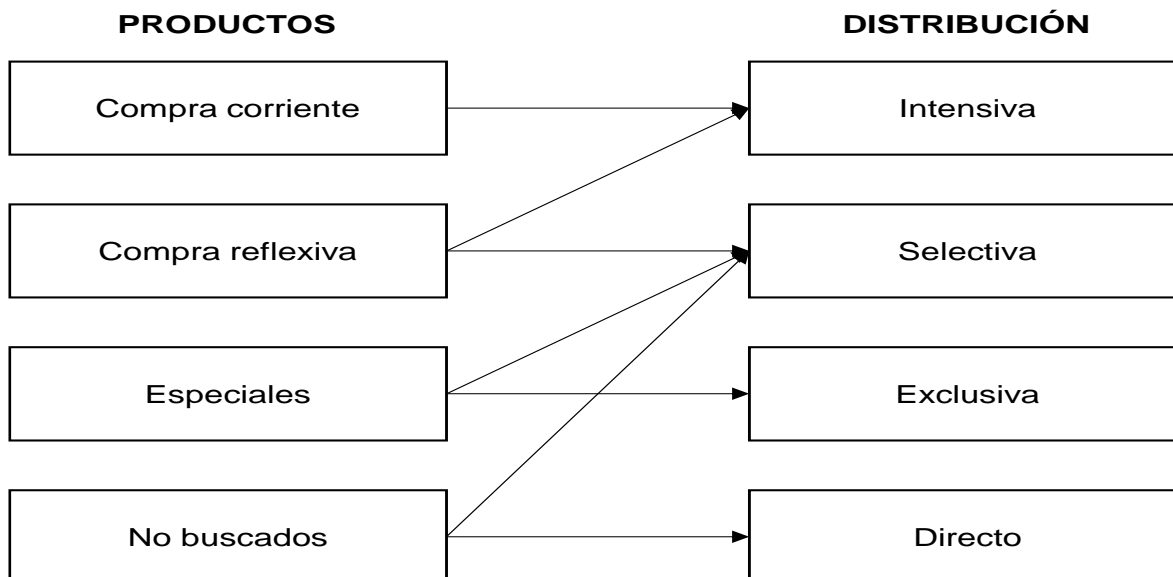 PRODUCTOS
DISTRIBUCIÓN
Compra corriente
Intensiva
Compra reflexiva
Selectiva
Especiales
Exclusiva
No buscados
Directo